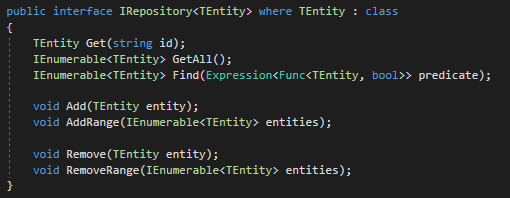 public interface IRepository<TEntity> where TEntity : class
{
    TEntity Get(string id);
    IEnumerable<TEntity> GetAll();
    IEnumerable<TEntity> Find(Expression<Func<TEntity, bool>> predicate);

    void Add(TEntity entity);
    void AddRange(IEnumerable<TEntity> entities);

    void Remove(TEntity entity);
    void RemoveRange(IEnumerable<TEntity> entities);
}